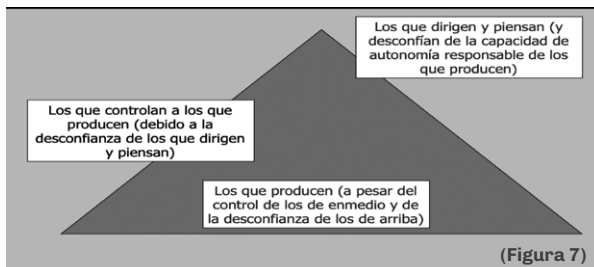 Los que dirigen y piensan (y
desconfían de la capacidad de
autonomía responsable de los
que producen)
Los que controlan a los que
producen (debido a la
desconfianza de los que dirigen
y piensan)
Los que producen (a pesar del
control de los de enmedio y de
la desconfianza de los de arriba)
(Figura 7)